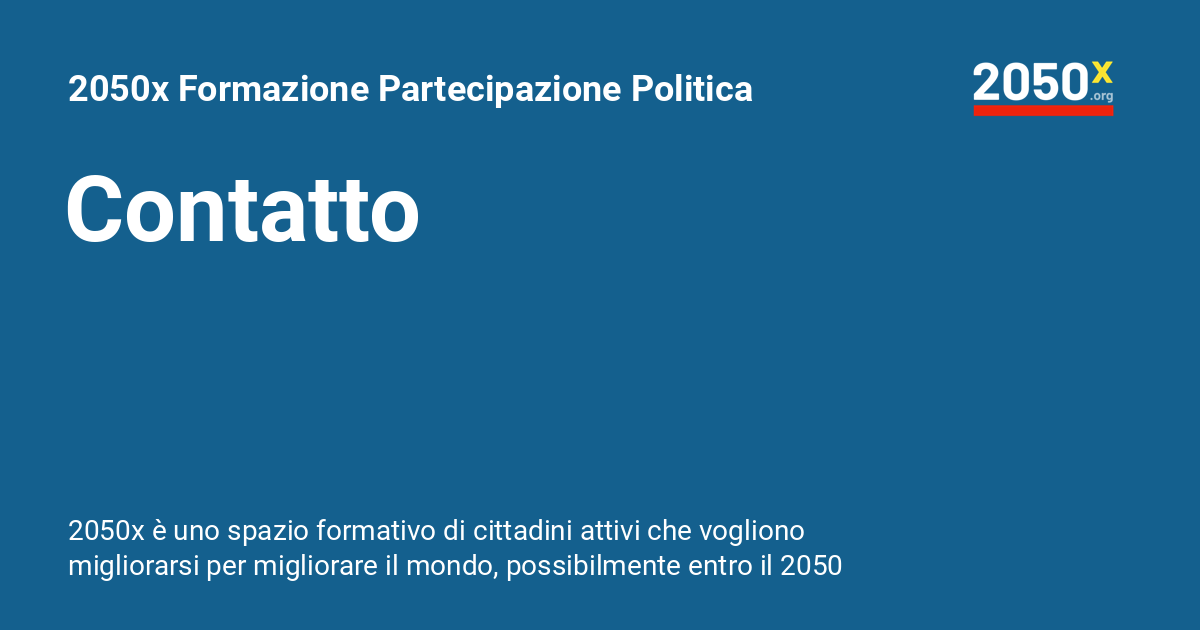 2050x Formazione Partecipazione Politica
2050x
.org
Contatto
2050x è uno spazio formativo di cittadini attivi che vogliono
migliorarsi per migliorare il mondo, possibilmente entro il 2050